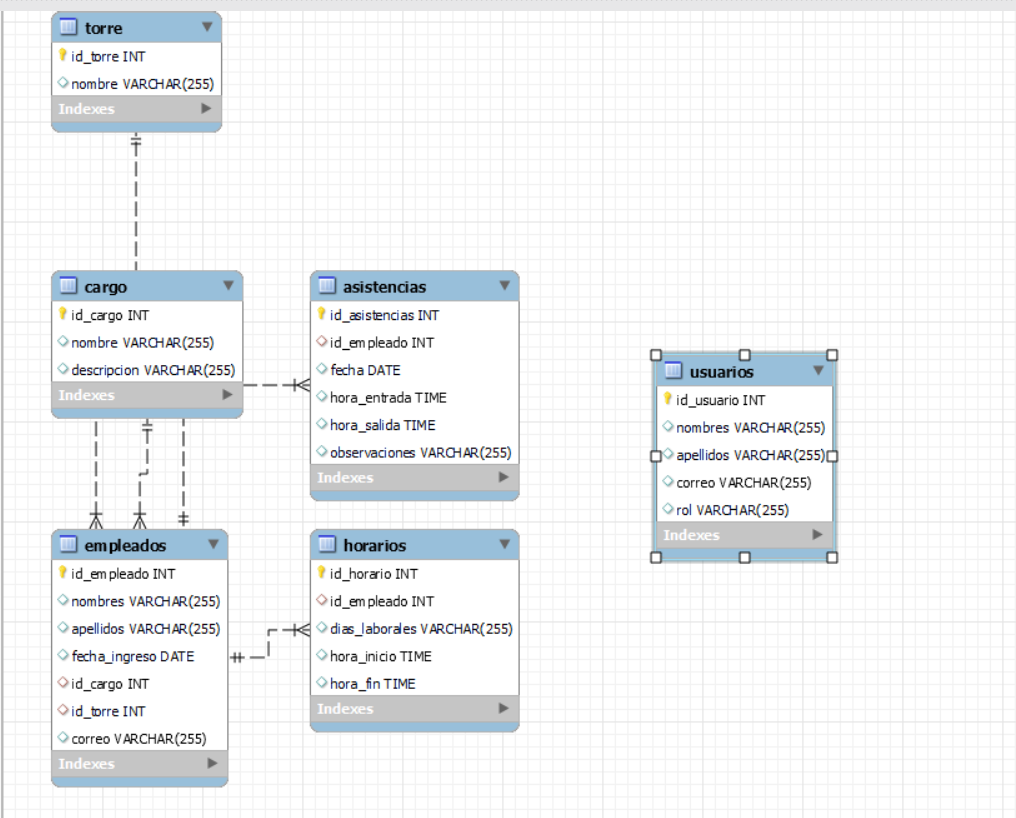 torre
id_torre INT
nombre VARCHAR(255)
Indexes
cargo
id_cargo INT
nombre VARCHAR(255)
descripcion VARCHAR(255)
Indexes
asistencias
id_asistencias INT
id_empleado INT
fecha DATE
hora_entrada TIME
hora_salida TIME
observaciones VARCHAR(255)
Indexes
usuarios
id_usuario INT
nombres VARCHAR(255)
apellidos VARCHAR(255)
correo VARCHAR(255)
rol VARCHAR(255)
Indexes
empleados
id_empleado INT
nombres VARCHAR(255)
apellidos VARCHAR(255)
fecha_ingreso DATE
id_cargo INT
id_torre INT
correo VARCHAR(255)
Indexes
horarios
id_horario INT
id_empleado INT
dias_laborales VARCHAR(255)
hora_inicio TIME
hora_fin TIME
Indexes